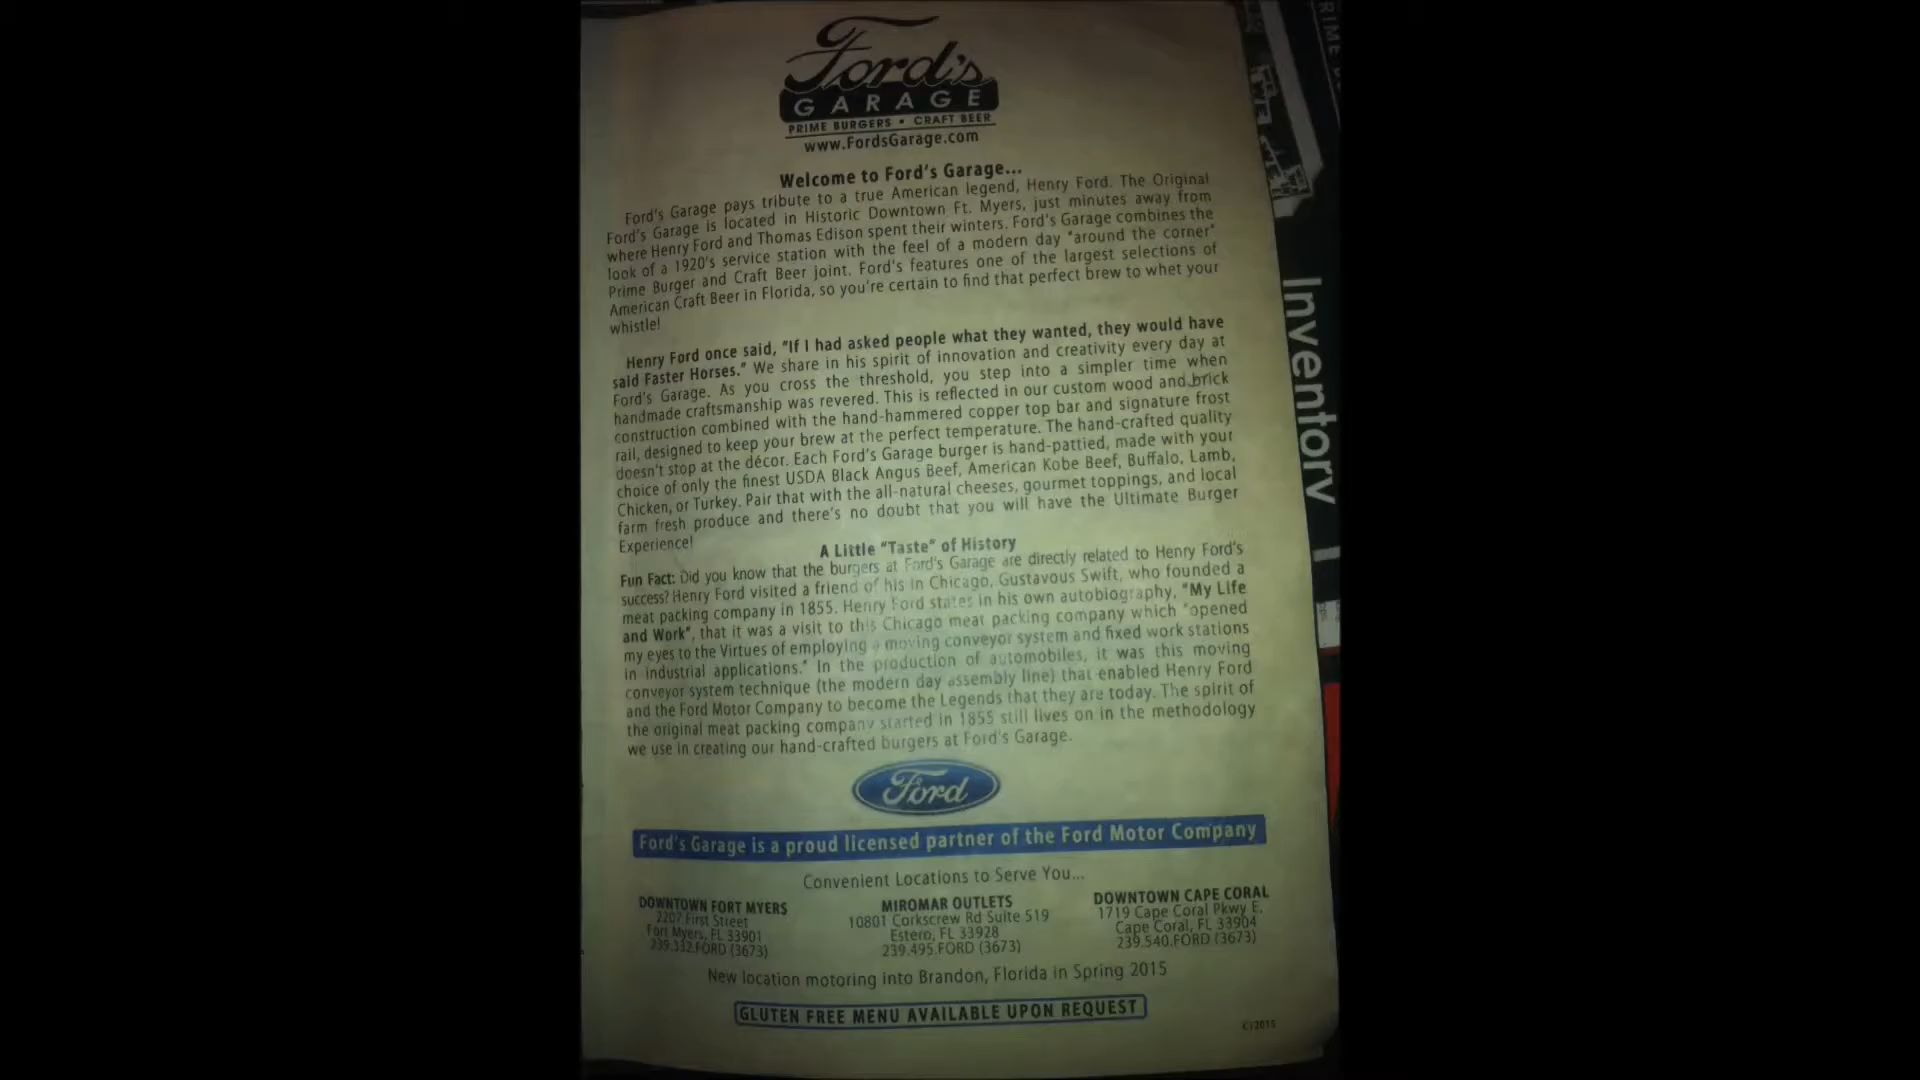 Ford's
GARAGE
PRIME BURGERS • CRAFT BEER
www.FordsGarage.com
Welcome to Ford's Garage...
Ford's Garage pays tribute to a true American legend, Henry Ford. The Original
Ford's Garage is located in Historic Downtown Ft. Myers, just minutes away from
where Henry Ford and Thomas Edison spent their winters. Ford's Garage combines the
look of a 1920's service station with the feel of a modern day "around the corner"
Prime Burger and Craft Beer joint. Ford's features one of the largest selections of
American Craft Beer in Florida, so you're certain to find that perfect brew to whet your
whistle!
Henry Ford once said, "If I had asked people what they wanted, they would have
said Faster Horses." We share in his spirit of innovation and creativity every day at
Ford's Garage. As you cross the threshold, you step into a simpler time when
handmade craftsmanship was revered. This is reflected in our custom wood and brick
construction combined with the hand-hammered copper top bar and signature frost
rail, designed to keep your brew at the perfect temperature. The hand-crafted quality
doesn't stop at the décor. Each Ford's Garage burger is hand-pattied, made with your
choice of only the finest USDA Black Angus Beef, American Kobe Beef, Buffalo, Lamb,
Chicken, or Turkey. Pair that with the all-natural cheeses, gourmet toppings, and local
farm fresh produce and there's no doubt that you will have the Ultimate Burger
Experience!
A Little "Taste" of History
Fun Fact: Did you know that the burgers at Ford's Garage are directly related to Henry Ford's
success? Henry Ford visited a friend of his in Chicago, Gustavous Swift, who founded a
meat packing company in 1855. Henry Ford states in his own autobiography, "My Life
and Work", that it was a visit to this Chicago meat packing company which "opened
my eyes to the Virtues of employing a moving conveyor system and fixed work stations
in industrial applications." In the production of automobiles, it was this moving
conveyor system technique (the modern day assembly line) that enabled Henry Ford
and the Ford Motor Company to become the Legends that they are today. The spirit of
the original meat packing company started in 1855 still lives on in the methodology
we use in creating our hand-crafted burgers at Ford's Garage.
Ford
Ford's Garage is a proud licensed partner of the Ford Motor Company
Convenient Locations to Serve You...
DOWNTOWN FORT MYERS
2207 First Street
Fort Myers, FL 33901
239.332.FORD (3673)
MIROMAR OUTLETS
10801 Corkscrew Rd Suite 519
Estero, FL 33928
239.495.FORD (3673)
DOWNTOWN CAPE CORAL
1719 Cape Coral Pkwy E.
Cape Coral, FL 33904
239.540.FORD (3673)
New location motoring into Brandon, Florida in Spring 2015
GLUTEN FREE MENU AVAILABLE UPON REQUEST
Inventory